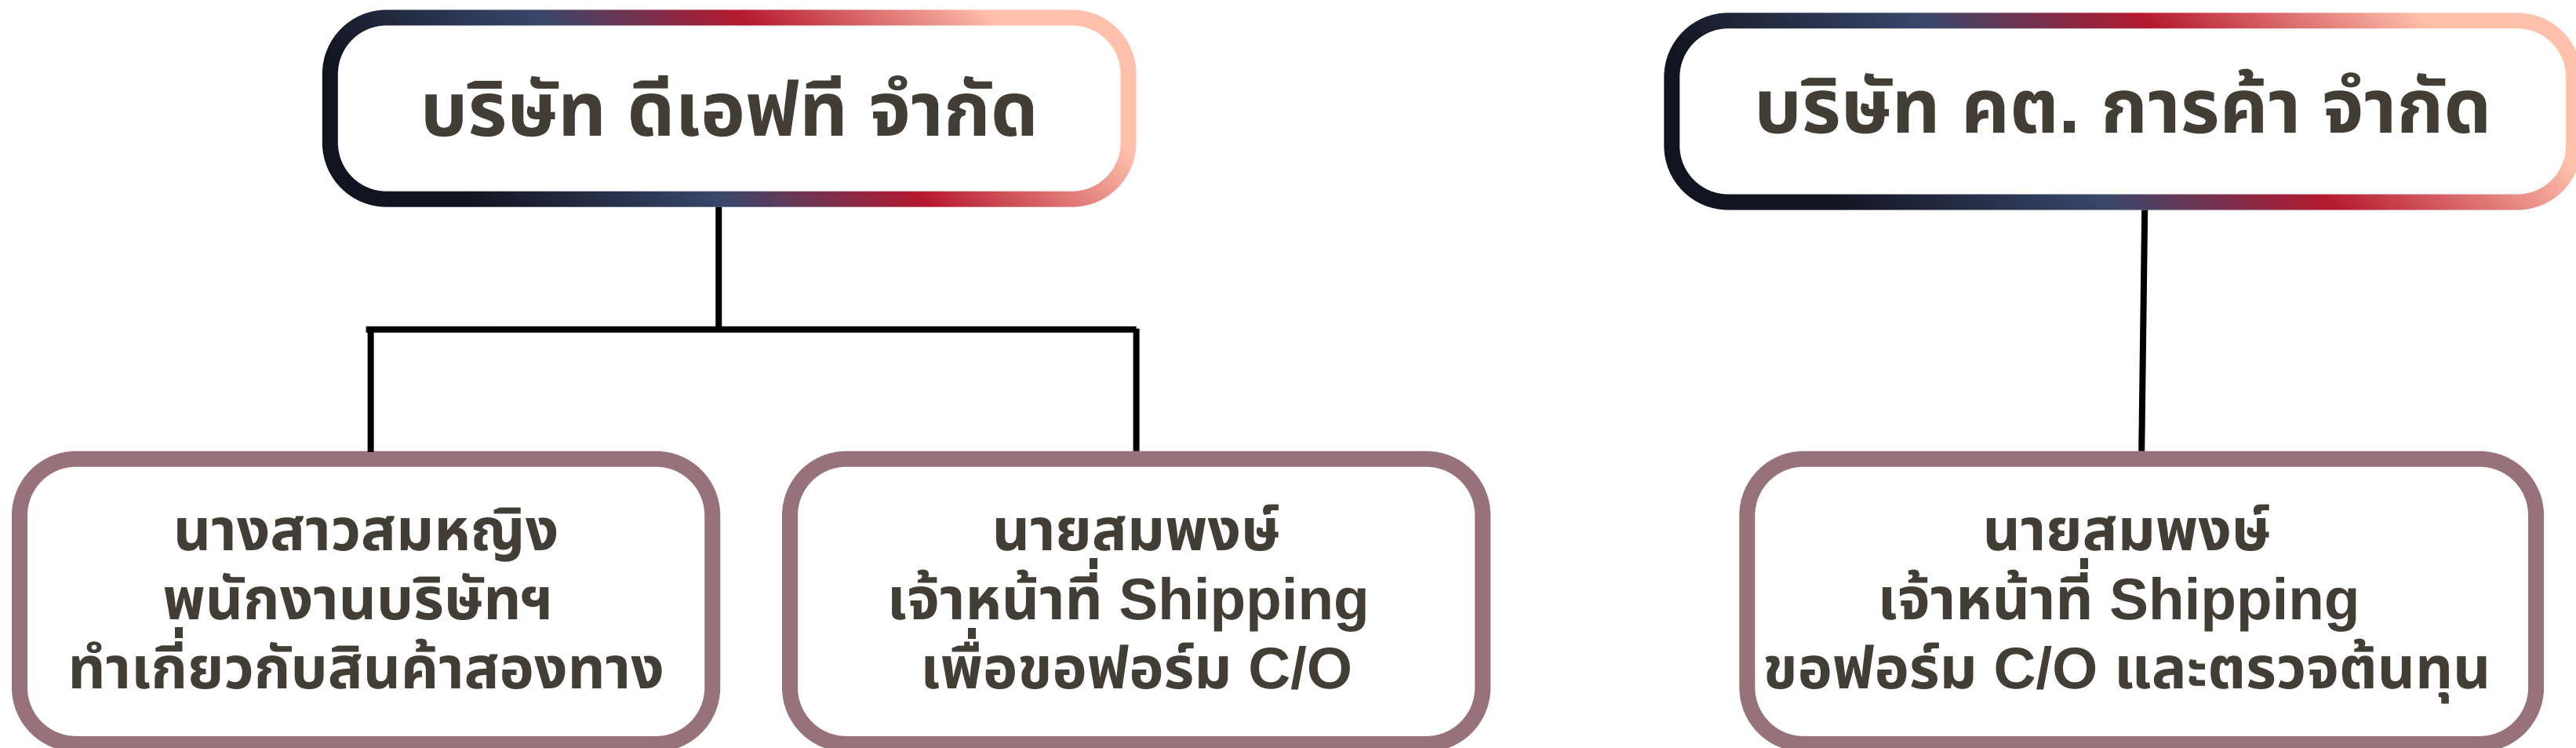 บริษัท ดีเอฟที จำกัด
บริษัท คต. การค้า จำกัด
นางสาวสมหญิง
พนักงานบริษัทฯ
ทำเกี่ยวกับสินค้าสองทาง
นายสมพงษ์
เจ้าหน้าที่ Shipping
เพื่อขอฟอร์ม C/O
นายสมพงษ์
เจ้าหน้าที่ Shipping
ขอฟอร์ม C/O และตรวจต้นทุน